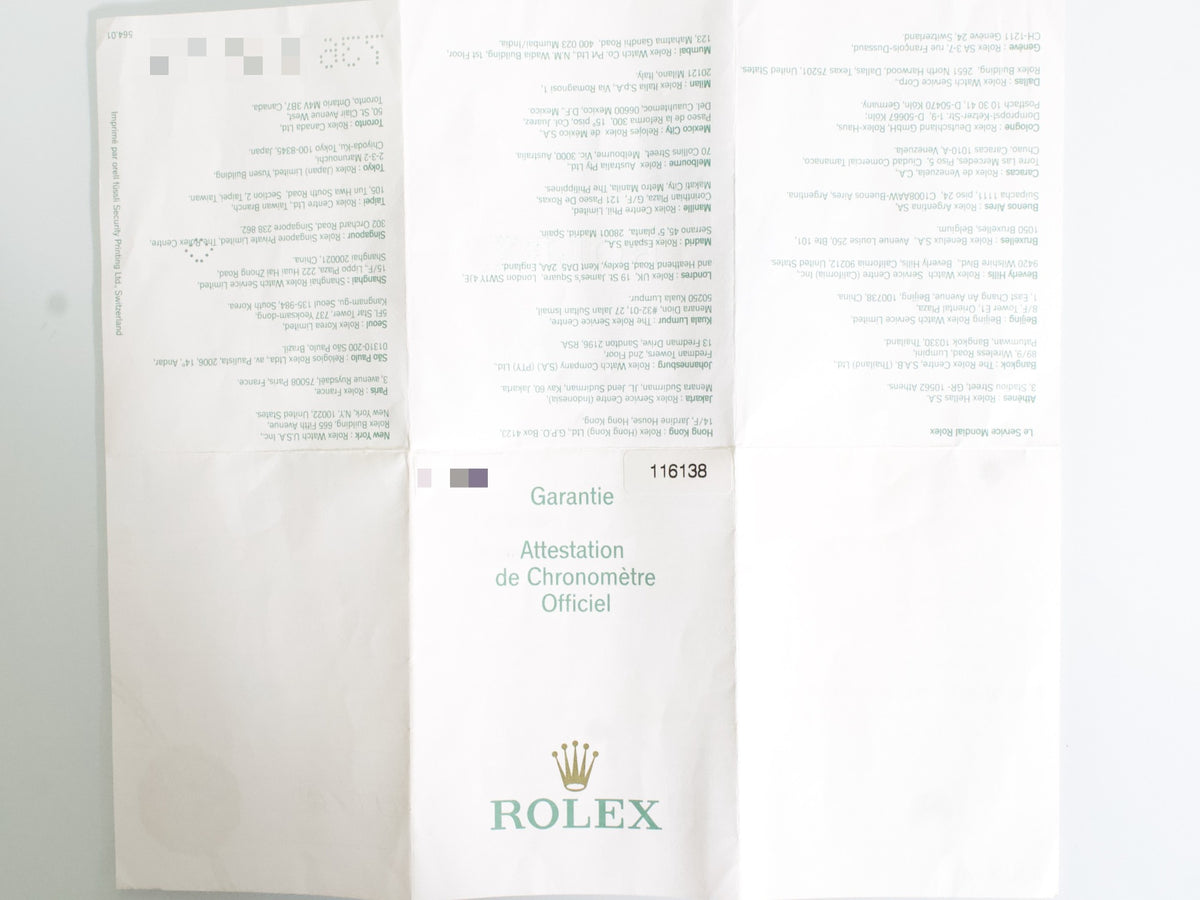 116138
Garantie
Attestation
de Chronomètre
Officiel
ROLEX
Le Service Mondial Rolex
Athènes : Rolex Hellas S.A.
3, Stadiou Street, GR- 10562 Athens.
Bangkok : The Rolex Centre, S.A.B. (Thailand) Ltd,
89/9, Wireless Road, Lumpini,
Patumwan, Bangkok 10330, Thailand
Beijing : Beijing Rolex Watch Service Limited,
8/F, Tower E1, Oriental Plaza,
1, East Chang An Avenue, Beijing, 100738, China.
Beverly Hills : Rolex Watch Service Centre (California) Inc.,
9420 Wilshire Blvd., Beverly Hills, California 90212, United States.
Bruxelles : Rolex Benelux S.A., Avenue Louise 250, Bte 101,
1050 Bruxelles, Belgium.
Buenos Aires : Rolex Argentina SA,
Suipacha 1111, piso 24, C1008AAW-Buenos Aires, Argentina.
Caracas : Rolex Venezuela, C.A.,
Torre Las Mercedes, Piso 5, Ciudad Comercial Tamanaco,
Chuao, Caracas 1010-A, Venezuela.
Cologne : Rolex Deutschland GmbH, Rolex-Haus,
Dompropst-Ketzer-Str. 1-9, D-50667 Köln;
Postfach 10 30 41, D-50470 Köln, Germany.
Dallas : Rolex Watch Service Corp.,
Rolex Building, 2651 North Harwood, Dallas, Texas 75201, United States.
Genève : Rolex SA 3-7, rue François-Dussaud,
CH-1211 Genève 24, Switzerland.
Hong Kong : Rolex (Hong Kong) Ltd., G.P.O. Box 4123,
14/F, Jardine House, Hong Kong.
Jakarta : Rolex Service Centre (Indonesia),
Menara Sudirman, JL. Jend Sudirman, Kav 60, Jakarta.
Johannesburg : Rolex Watch Company (S.A.) (PTY) Ltd,
Fredman Towers, 2nd Floor,
13 Fredman Drive, Sandton 2196, RSA.
Kuala Lumpur : The Rolex Service Centre,
Menara Dion, #32-01, 27 Jalan Sultan Ismail,
50250 Kuala Lumpur.
Londres : Rolex UK, 19 St James's Square, London SW1Y 4JE
and Heathend Road, Bexley, Kent DA5 2AA, England.
Madrid : Rolex España S.A.,
Serrano 45, 5ª planta, 28001 Madrid, Spain.
Manille : Rolex Centre Phil. Limited,
Corinthian Plaza, G/F, 121 Paseo De Roxas,
Makati City, Metro Manila, The Philippines.
Melbourne : Rolex Australia Pty Ltd.,
70 Collins Street, Melbourne, Vic. 3000, Australia.
Mexico City : Relojes Rolex de México S.A.,
Paseo de la Reforma 300, 15° piso, Col. Juarez,
Del. Cuauhtemoc, 06600 Mexico, D.F., Mexico.
Milan : Rolex Italia S.p.A., Via Romagnosi 1,
20121 Milano, Italy.
Mumbai : Rolex Watch Co. Pvt Ltd., N.M. Wadia Building, 1st Floor,
123, Mahatma Gandhi Road, 400 023 Mumbai/India.
New York : Rolex Watch U.S.A. Inc.,
Rolex Building, 665 Fifth Avenue,
New York, N.Y. 10022, United States.
Paris : Rolex France,
3, avenue Ruysdaël, 75008 Paris, France.
São Paulo : Relógios Rolex Ltda, av. Paulista, 2006, 14°, Andar,
01310-200 São Paulo, Brazil.
Seoul : Rolex Korea Limited,
5Fl. Star Tower, 737 Yeoksam-dong,
Kangnam-gu, Seoul 135-984, South Korea.
Shanghai : Shanghai Rolex Watch Service Limited,
15/F., Lippo Plaza, 222 Huai Hai Zhong Road,
Shanghai 200021, China.
Singapour : Rolex Singapore Private Limited, The Rolex Centre,
302 Orchard Road, Singapore 238 862
Taipei : Rolex Centre Ltd., Taiwan Branch,
105, Tun Hwa South Road, Section 2, Taipei, Taiwan.
Tokyo : Rolex (Japan) Limited, Yusen Building,
2-3-2 Marunouchi,
Chiyoda-Ku, Tokyo 100-8345, Japan.
Toronto : Rolex Canada Ltd,
50, St. Clair Avenue West,
Toronto, Ontario M4V 3B7, Canada.
Imprimé par orell füssli Security Printing Ltd., Switzerland
564.01